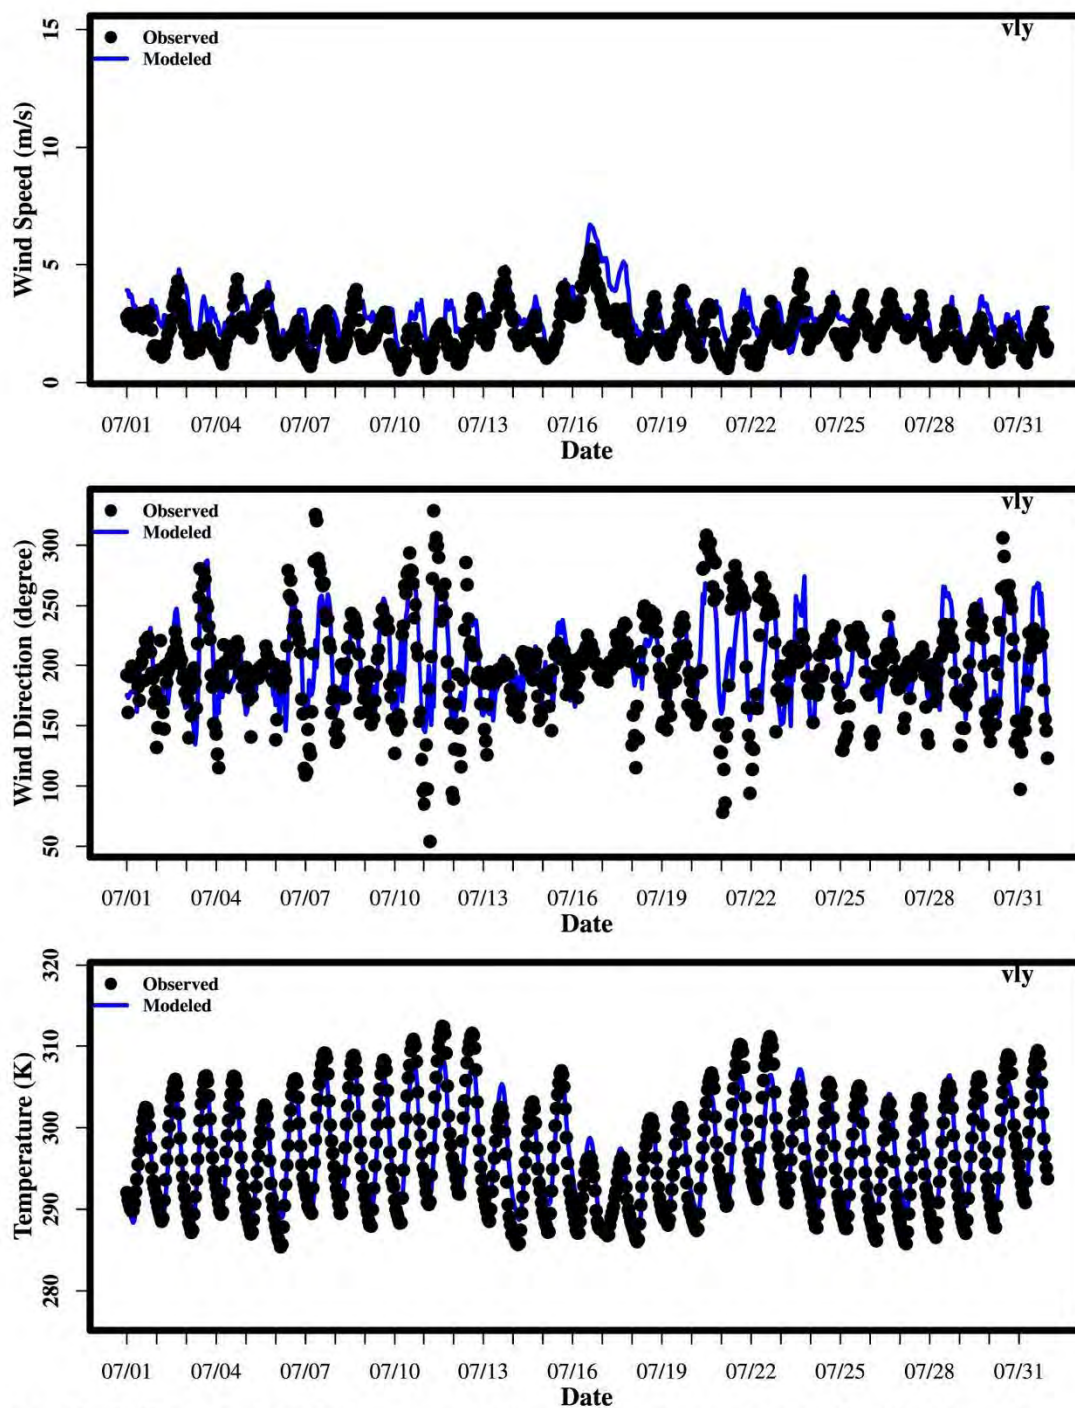 vly
Observed
Modeled
Wind Speed (m/s)
15
10
5
0
07/01 07/04 07/07 07/10 07/13 07/16 07/19 07/22 07/25 07/28 07/31
Date
vly
Observed
Modeled
Wind Direction (degree)
300
250
200
150
100
50
07/01 07/04 07/07 07/10 07/13 07/16 07/19 07/22 07/25 07/28 07/31
Date
vly
Observed
Modeled
Temperature (K)
320
310
300
290
280
07/01 07/04 07/07 07/10 07/13 07/16 07/19 07/22 07/25 07/28 07/31
Date